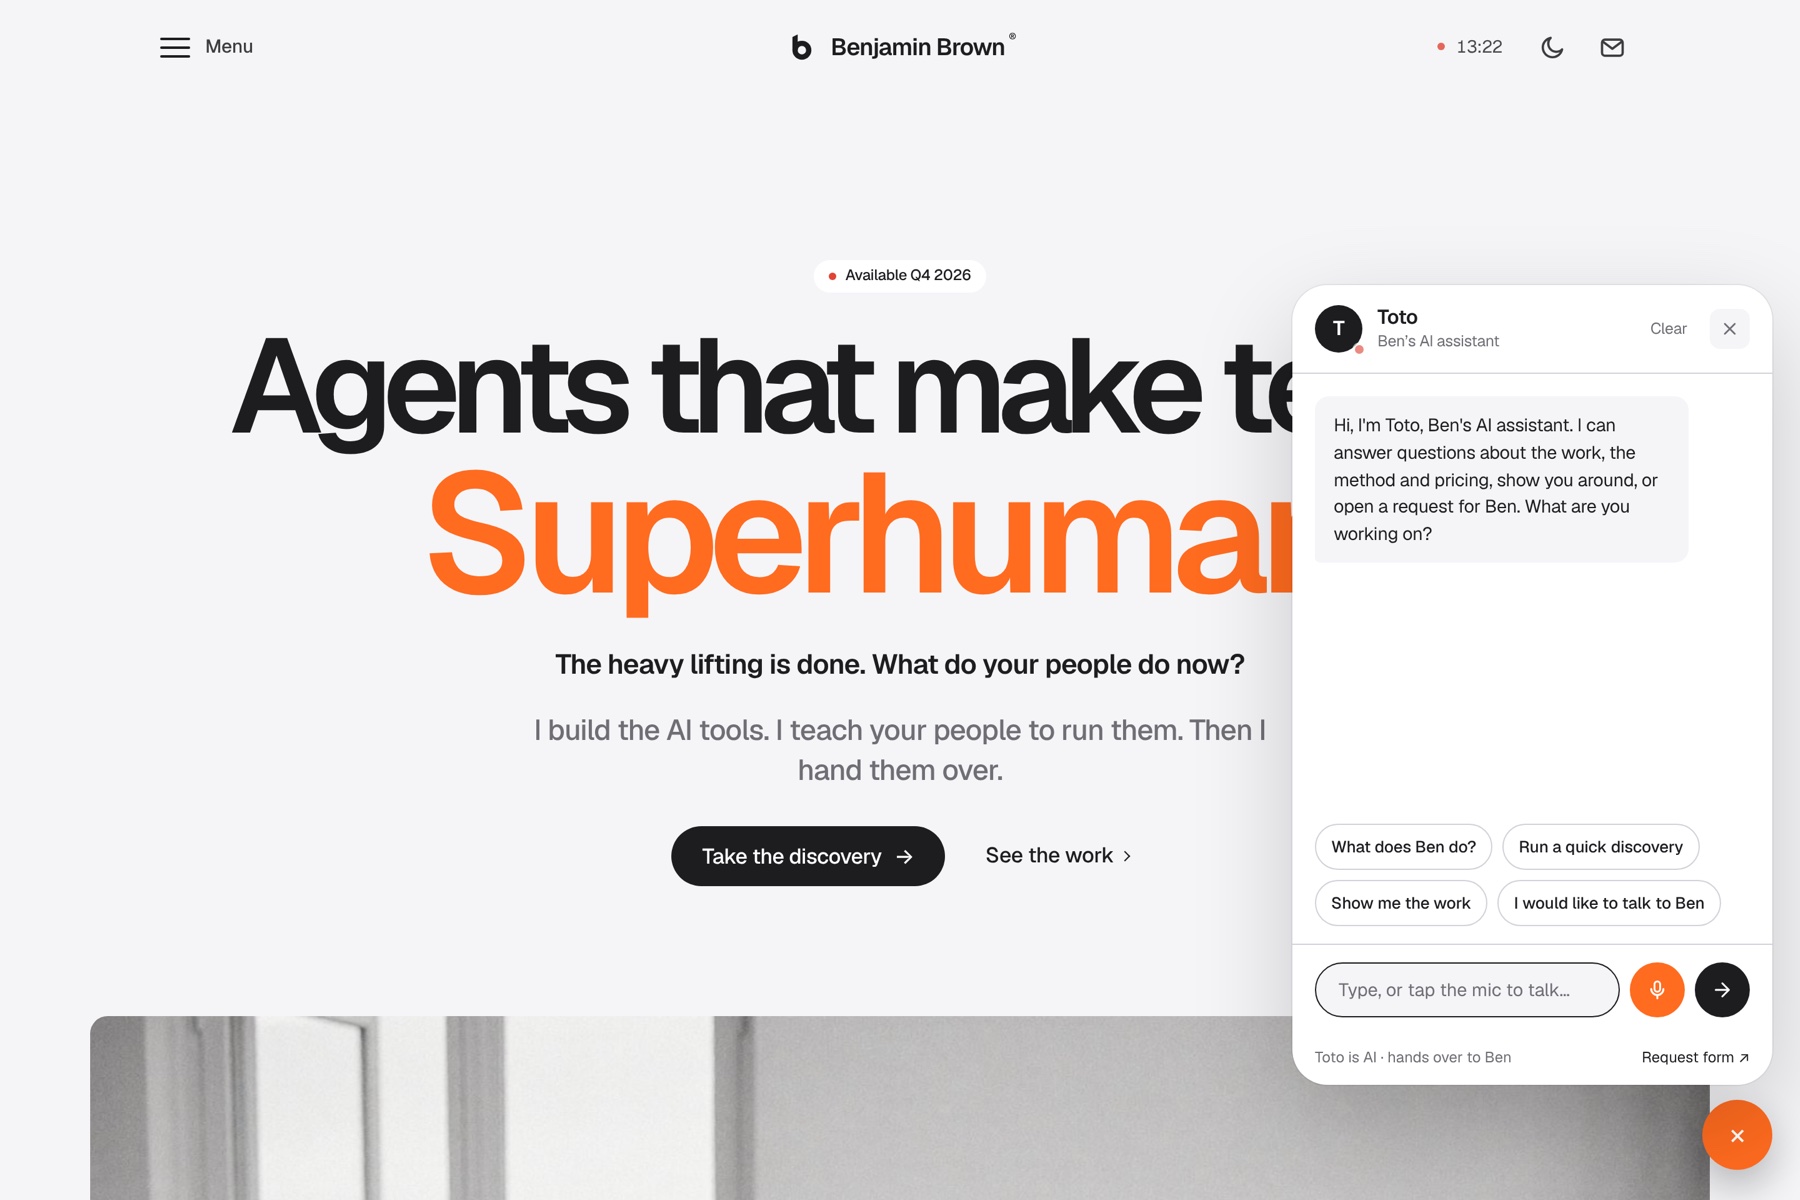 Menu
b Benjamin Brown®
13:22
Available Q4 2026
Agents that make
Superhuman
The heavy lifting is done. What do your people do now?
I build the AI tools. I teach your people to run them. Then I
hand them over.
Take the discovery →
See the work ›
T
Toto
Ben's AI assistant
Clear
Hi, I'm Toto, Ben's AI assistant. I can
answer questions about the work, the
method and pricing, show you around, or
open a request for Ben. What are you
working on?
What does Ben do?
Run a quick discovery
Show me the work
I would like to talk to Ben
Type, or tap the mic to talk...
Toto is AI · hands over to Ben
Request form ↗